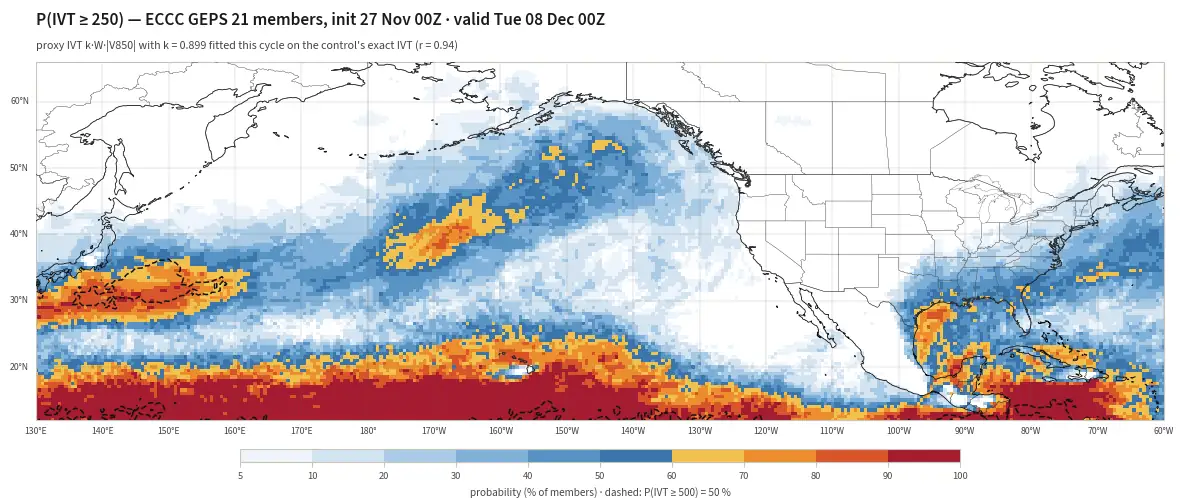 P(IVT ≥ 250) — ECCC GEPS 21 members, init 27 Nov 00Z · valid Tue 08 Dec 00Z
proxy IVT k·W·|V850| with k = 0.899 fitted this cycle on the control's exact IVT (r = 0.94)
60°N
50°N
40°N
30°N
20°N
130°E 140°E 150°E 160°E 170°E 180° 170°W 160°W 150°W 140°W 130°W 120°W 110°W 100°W 90°W 80°W 70°W 60°W
5 10 20 30 40 50 60 70 80 90 100
probability (% of members) · dashed: P(IVT ≥ 500) = 50 %